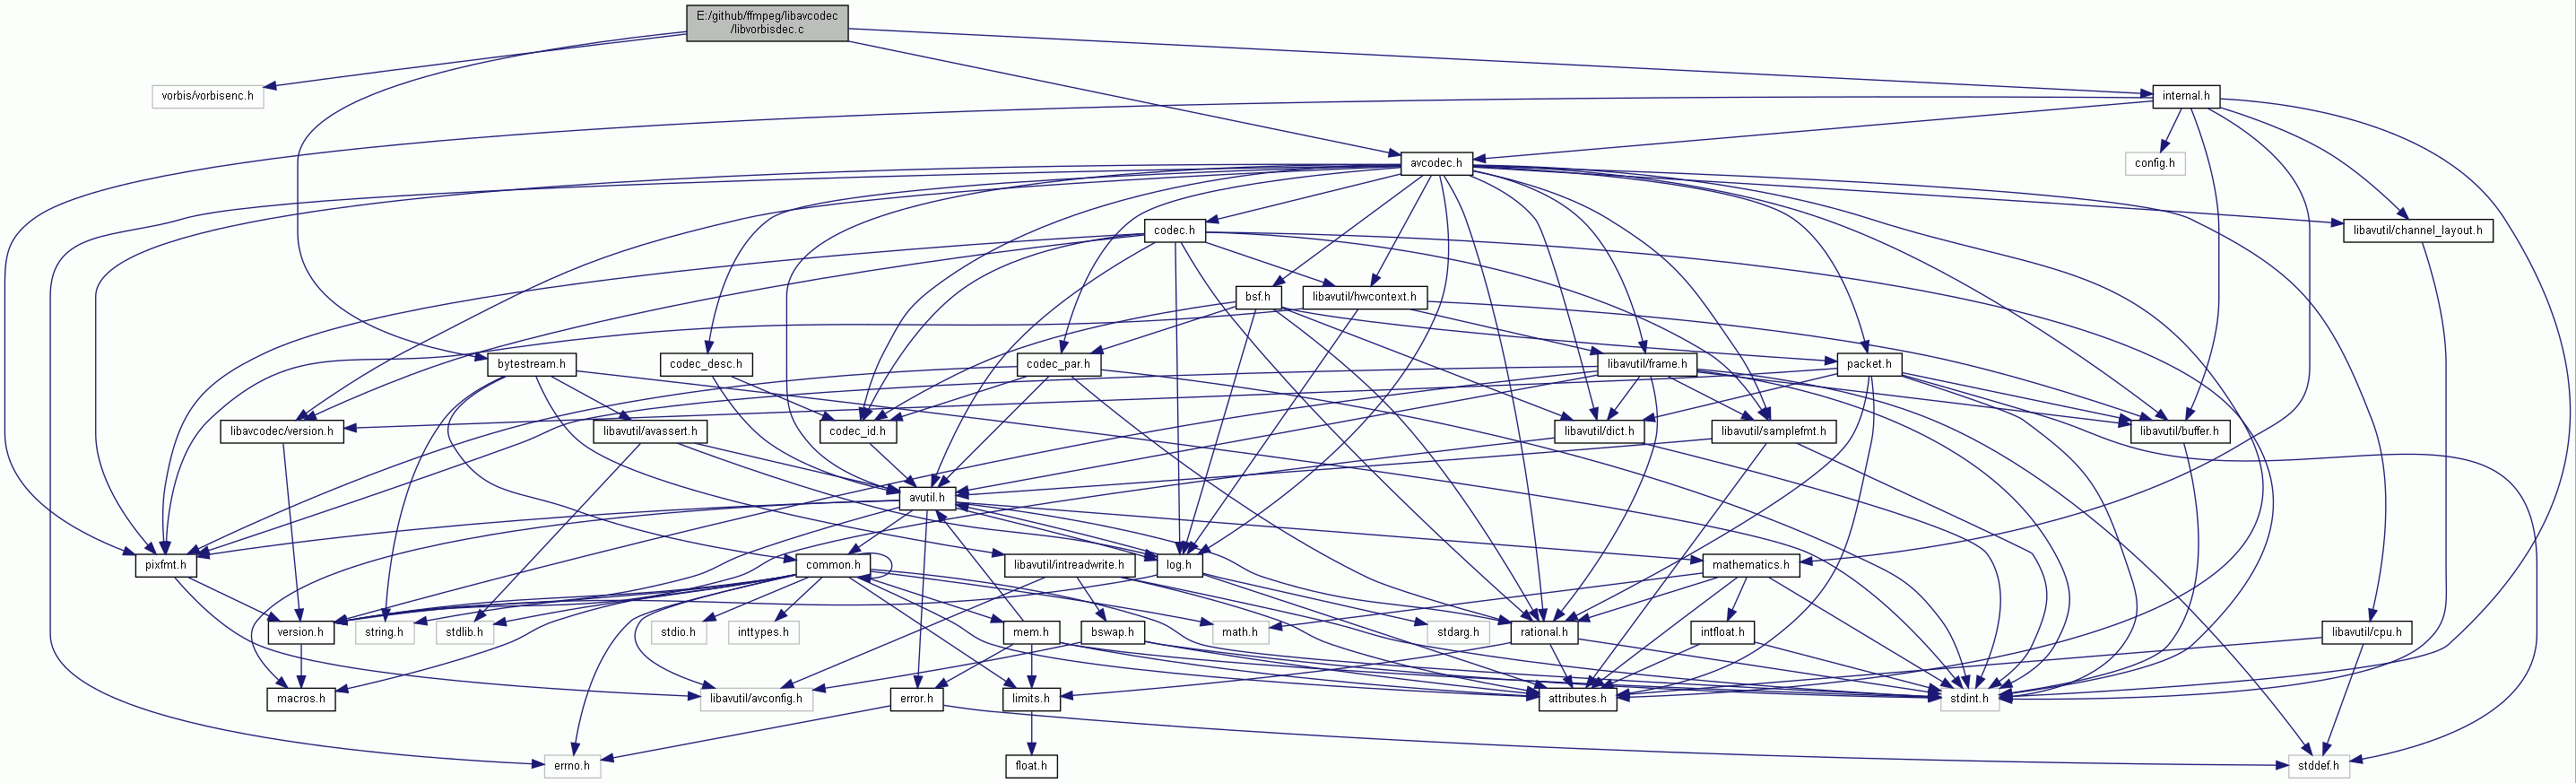 E:/github/ffmpeg/libavcodec
/libvorbisdec.c
vorbis/vorbisenc.h
internal.h
avcodec.h
config.h
codec.h
libavutil/channel_layout.h
bsf.h
libavutil/hwcontext.h
bytestream.h
codec_desc.h
codec_par.h
libavutil/frame.h
packet.h
libavcodec/version.h
libavutil/avassert.h
codec_id.h
libavutil/dict.h
libavutil/samplefmt.h
libavutil/buffer.h
avutil.h
pixfmt.h
common.h
libavutil/intreadwrite.h
log.h
mathematics.h
version.h
string.h
stdlib.h
stdio.h
inttypes.h
mem.h
bswap.h
math.h
stdarg.h
rational.h
intfloat.h
libavutil/cpu.h
macros.h
libavutil/avconfig.h
error.h
limits.h
attributes.h
stdint.h
errno.h
float.h
stddef.h